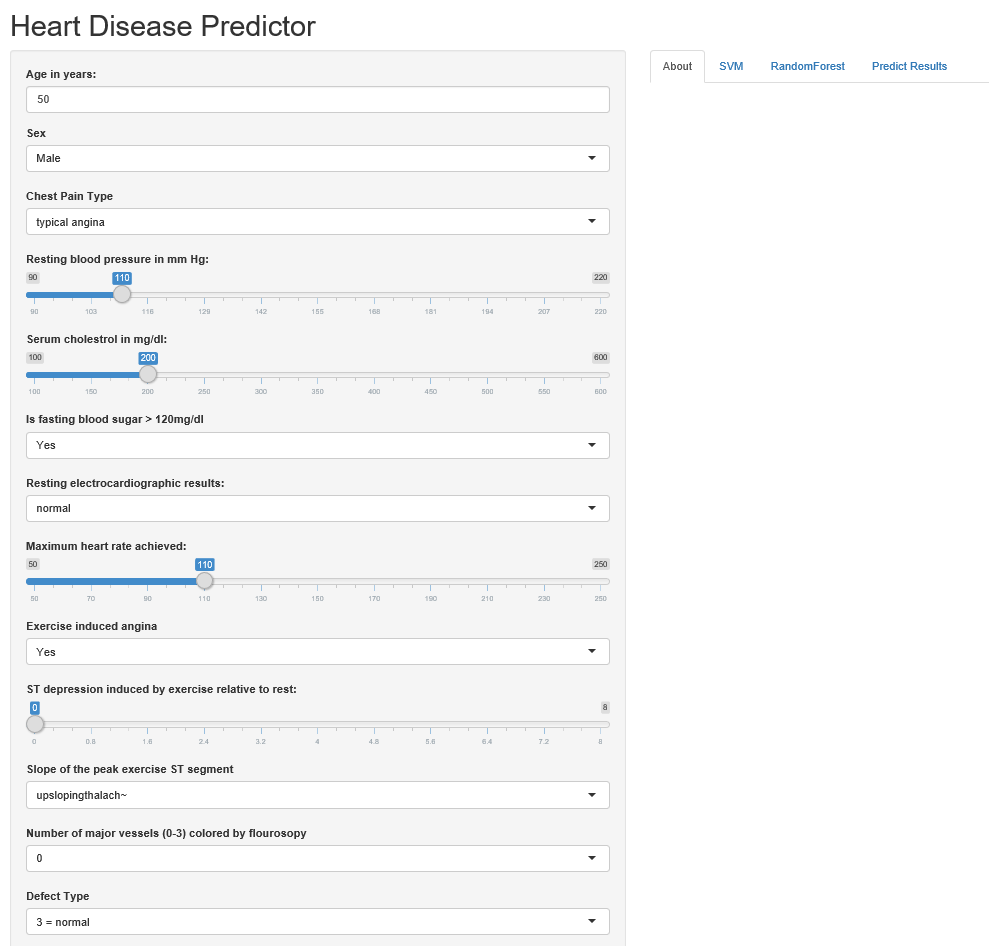 Heart Disease Predictor
Age in years:
50
Sex
Male
Chest Pain Type
typical angina
Resting blood pressure in mm Hg:
90 110 220
90 103 116 129 142 155 168 181 194 207 220
Serum cholestrol in mg/dl:
100 200 600
100 150 200 250 300 350 400 450 500 550 600
Is fasting blood sugar > 120mg/dl
Yes
Resting electrocardiographic results:
normal
Maximum heart rate achieved:
50 110 250
50 70 90 110 130 150 170 190 210 230 250
Exercise induced angina
Yes
ST depression induced by exercise relative to rest:
0 8
0 0.8 1.6 2.4 3.2 4 4.8 5.6 6.4 7.2 8
Slope of the peak exercise ST segment
upslopingthalach~
Number of major vessels (0-3) colored by flourosopy
0
Defect Type
3 = normal
About SVM RandomForest Predict Results